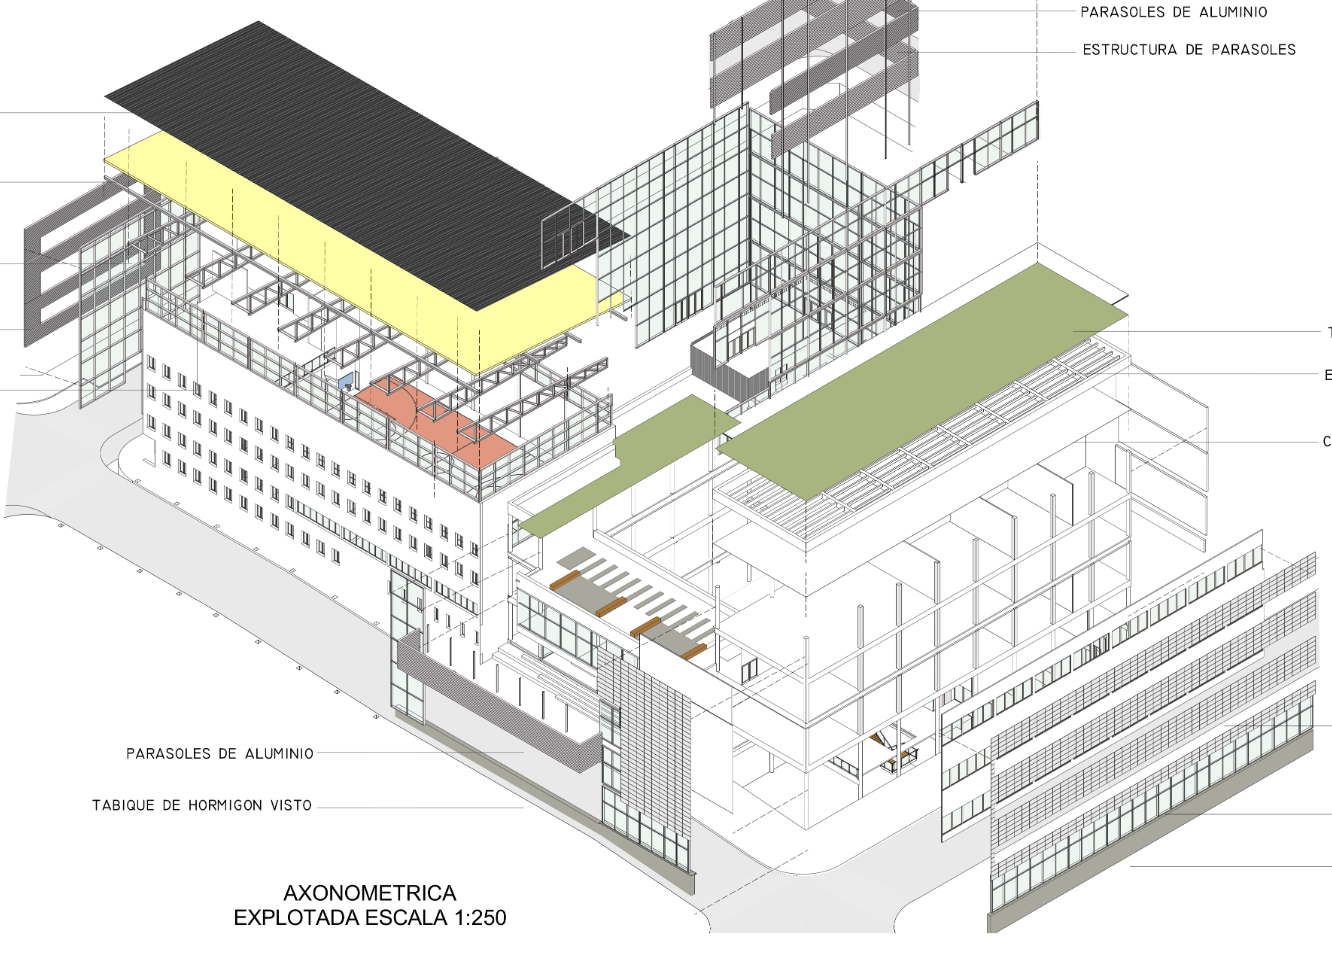 PARASOLES DE ALUMINIO
ESTRUCTURA DE PARASOLES
T
E
C
PARASOLES DE ALUMINIO
TABIQUE DE HORMIGON VISTO
AXONOMETRICA
EXPLOTADA ESCALA 1:250